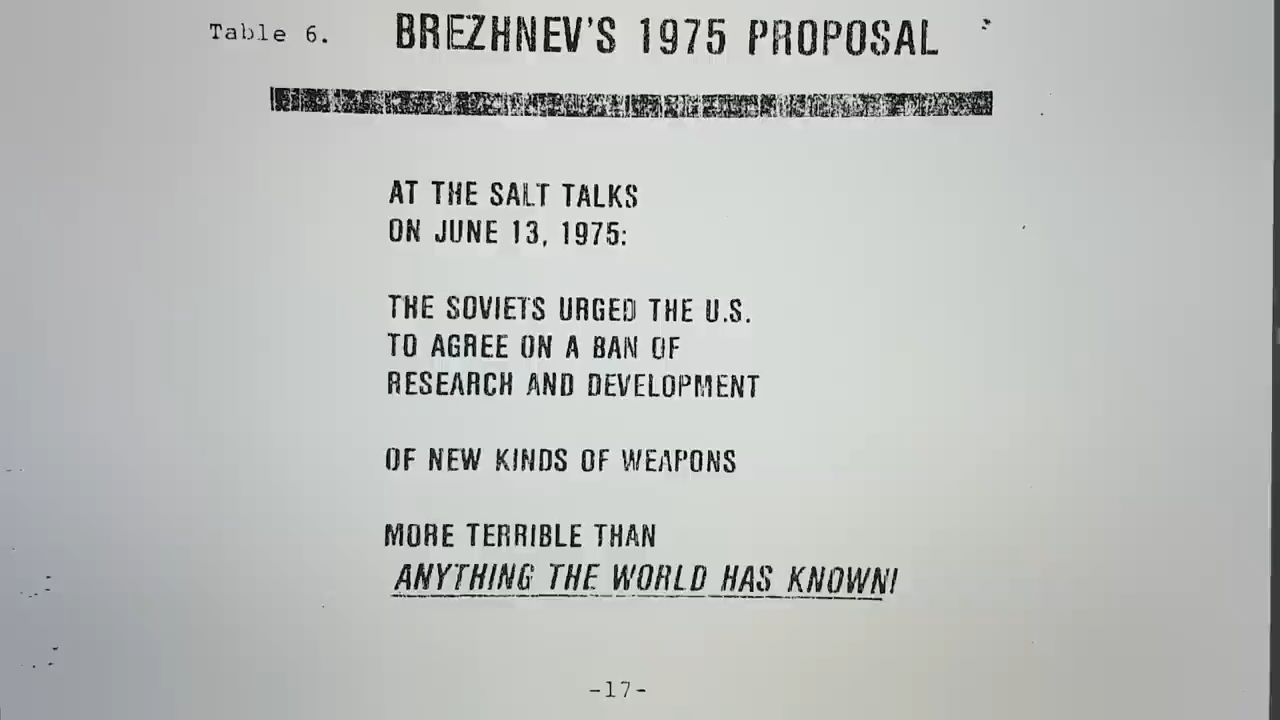 Table 6. BREZHNEV'S 1975 PROPOSAL
AT THE SALT TALKS
ON JUNE 13, 1975:
THE SOVIETS URGED THE U.S.
TO AGREE ON A BAN OF
RESEARCH AND DEVELOPMENT
OF NEW KINDS OF WEAPONS
MORE TERRIBLE THAN
ANYTHING THE WORLD HAS KNOWN!
-17-